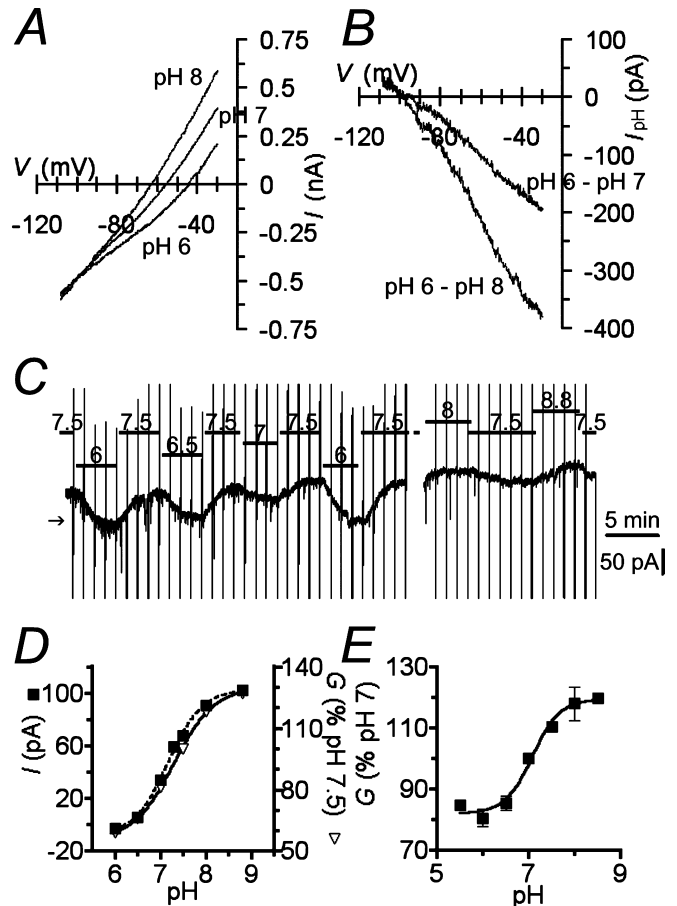 A
B
0.75
0.5
0.25
0
-0.25
-0.5
-0.75
I (nA)
V (mV)
-120
-80
-40
pH 8
pH 7
pH 6
100
0
-100
-200
-300
-400
I pH (pA)
V (mV)
-120
-80
-40
pH 6 - pH 7
pH 6 - pH 8
C
7.5
6
7.5
6.5
7.5
7
7.5
6
7.5
8
7.5
8.8
7.5
→
5 min
50 pA
D
E
■
I (pA)
100
60
20
-20
6
7
8
9
pH
140
110
80
50
G (% pH 7.5) ▽
130
110
90
70
G (% pH 7)
5
7
9
pH